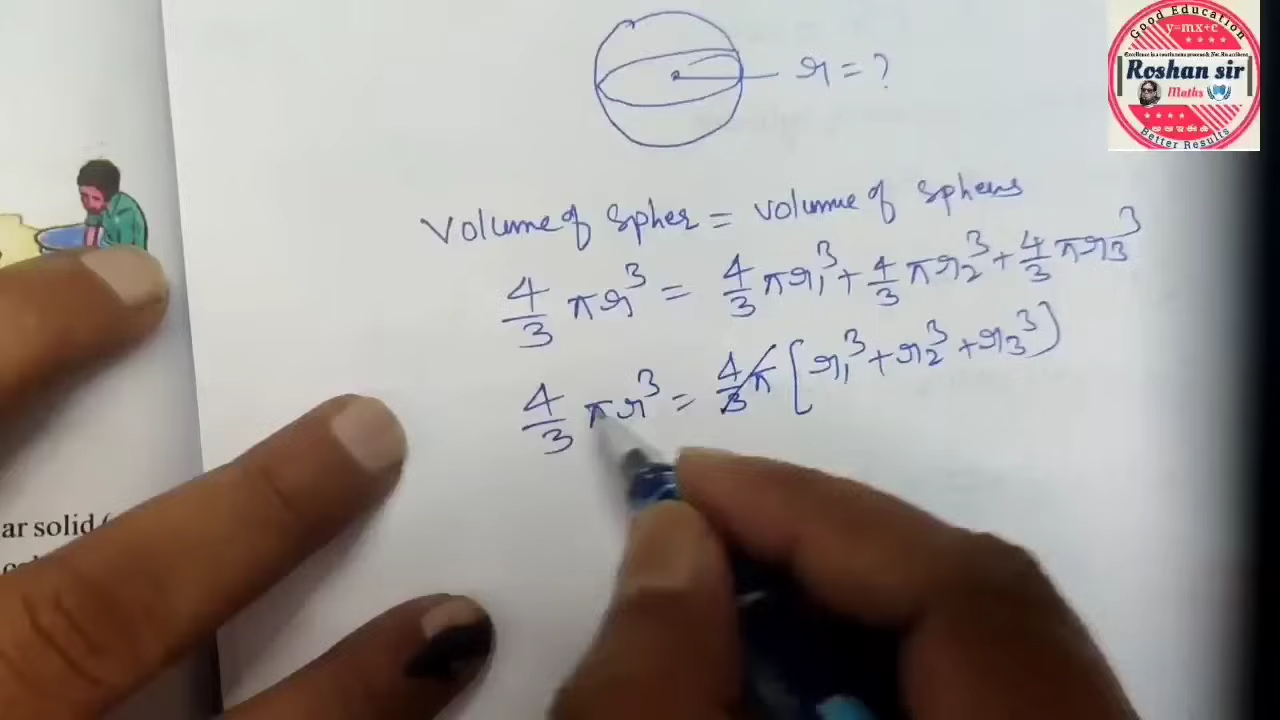 Good Education
y=mx+c
Roshan sir
Maths
Better Results
r = ?
Volume of Spher = Volume of Sphers
4/3 πr³ = 4/3 πr₁³ + 4/3 πr₂³ + 4/3 πr₃³
4/3 πr³ = 4/3 π [r₁³ + r₂³ + r₃³)
ar solid